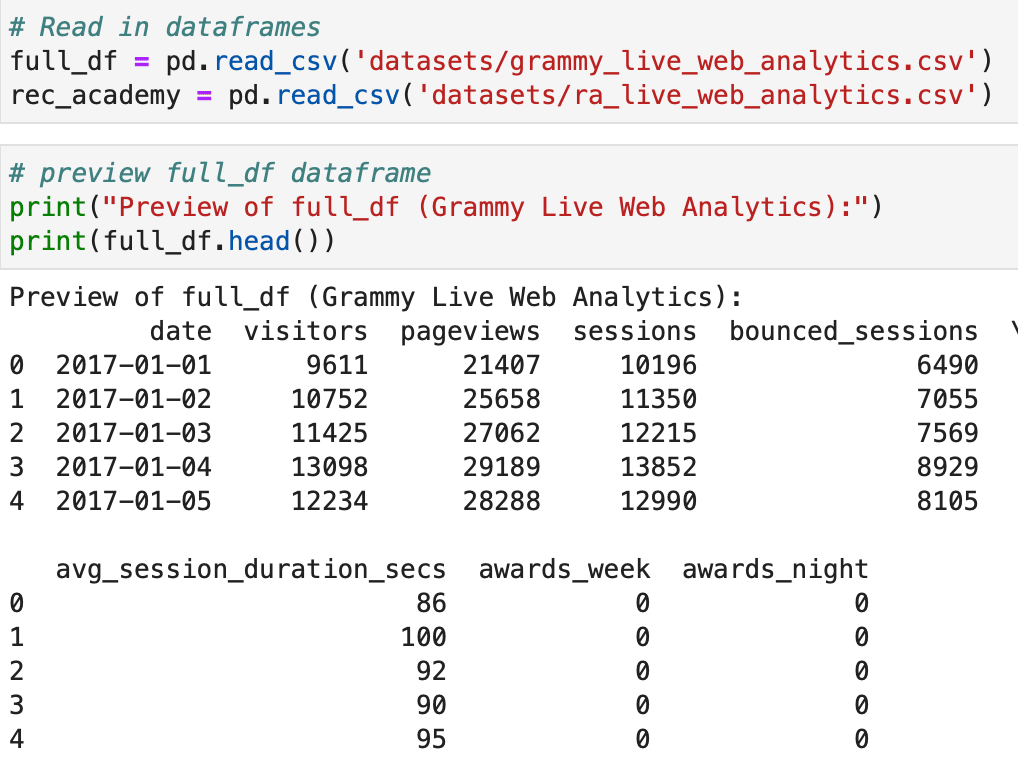 # Read in dataframes
full_df = pd.read_csv('datasets/grammy_live_web_analytics.csv')
rec_academy = pd.read_csv('datasets/ra_live_web_analytics.csv')
# preview full_df dataframe
print("Preview of full_df (Grammy Live Web Analytics):")
print(full_df.head())
Preview of full_df (Grammy Live Web Analytics):
date visitors pageviews sessions bounced_sessions \
0 2017-01-01 9611 21407 10196 6490
1 2017-01-02 10752 25658 11350 7055
2 2017-01-03 11425 27062 12215 7569
3 2017-01-04 13098 29189 13852 8929
4 2017-01-05 12234 28288 12990 8105
avg_session_duration_secs awards_week awards_night
0 86 0 0
1 100 0 0
2 92 0 0
3 90 0 0
4 95 0 0